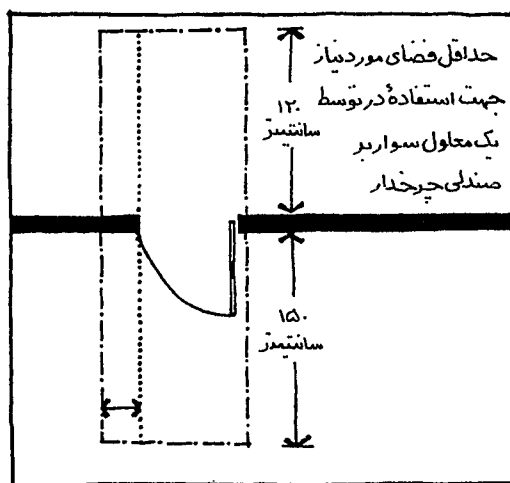 حداقل فضای مورد نیاز
جهت استفادهٔ در توسط
یک معلول سوار بر
صندلی چرخدار
۱۲۰
سانتیمتر
۱۵۰
سانتیمتر